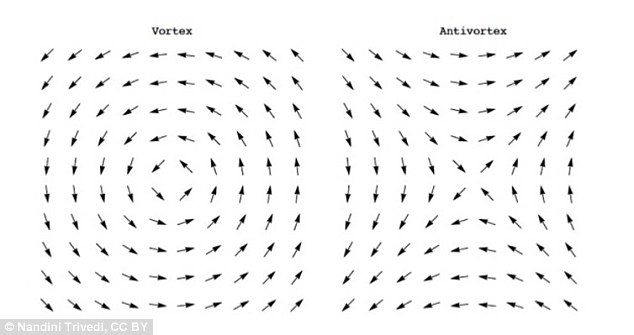 Vortex
Antivortex
© Nandini Trivedi, CC BY